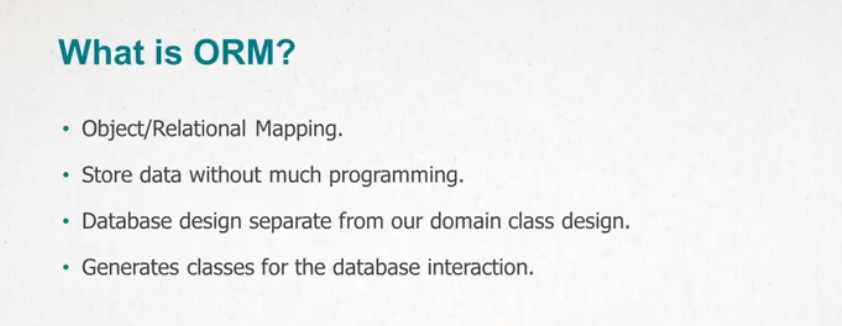 What is ORM?
• Object/Relational Mapping.
• Store data without much programming.
• Database design separate from our domain class design.
• Generates classes for the database interaction.